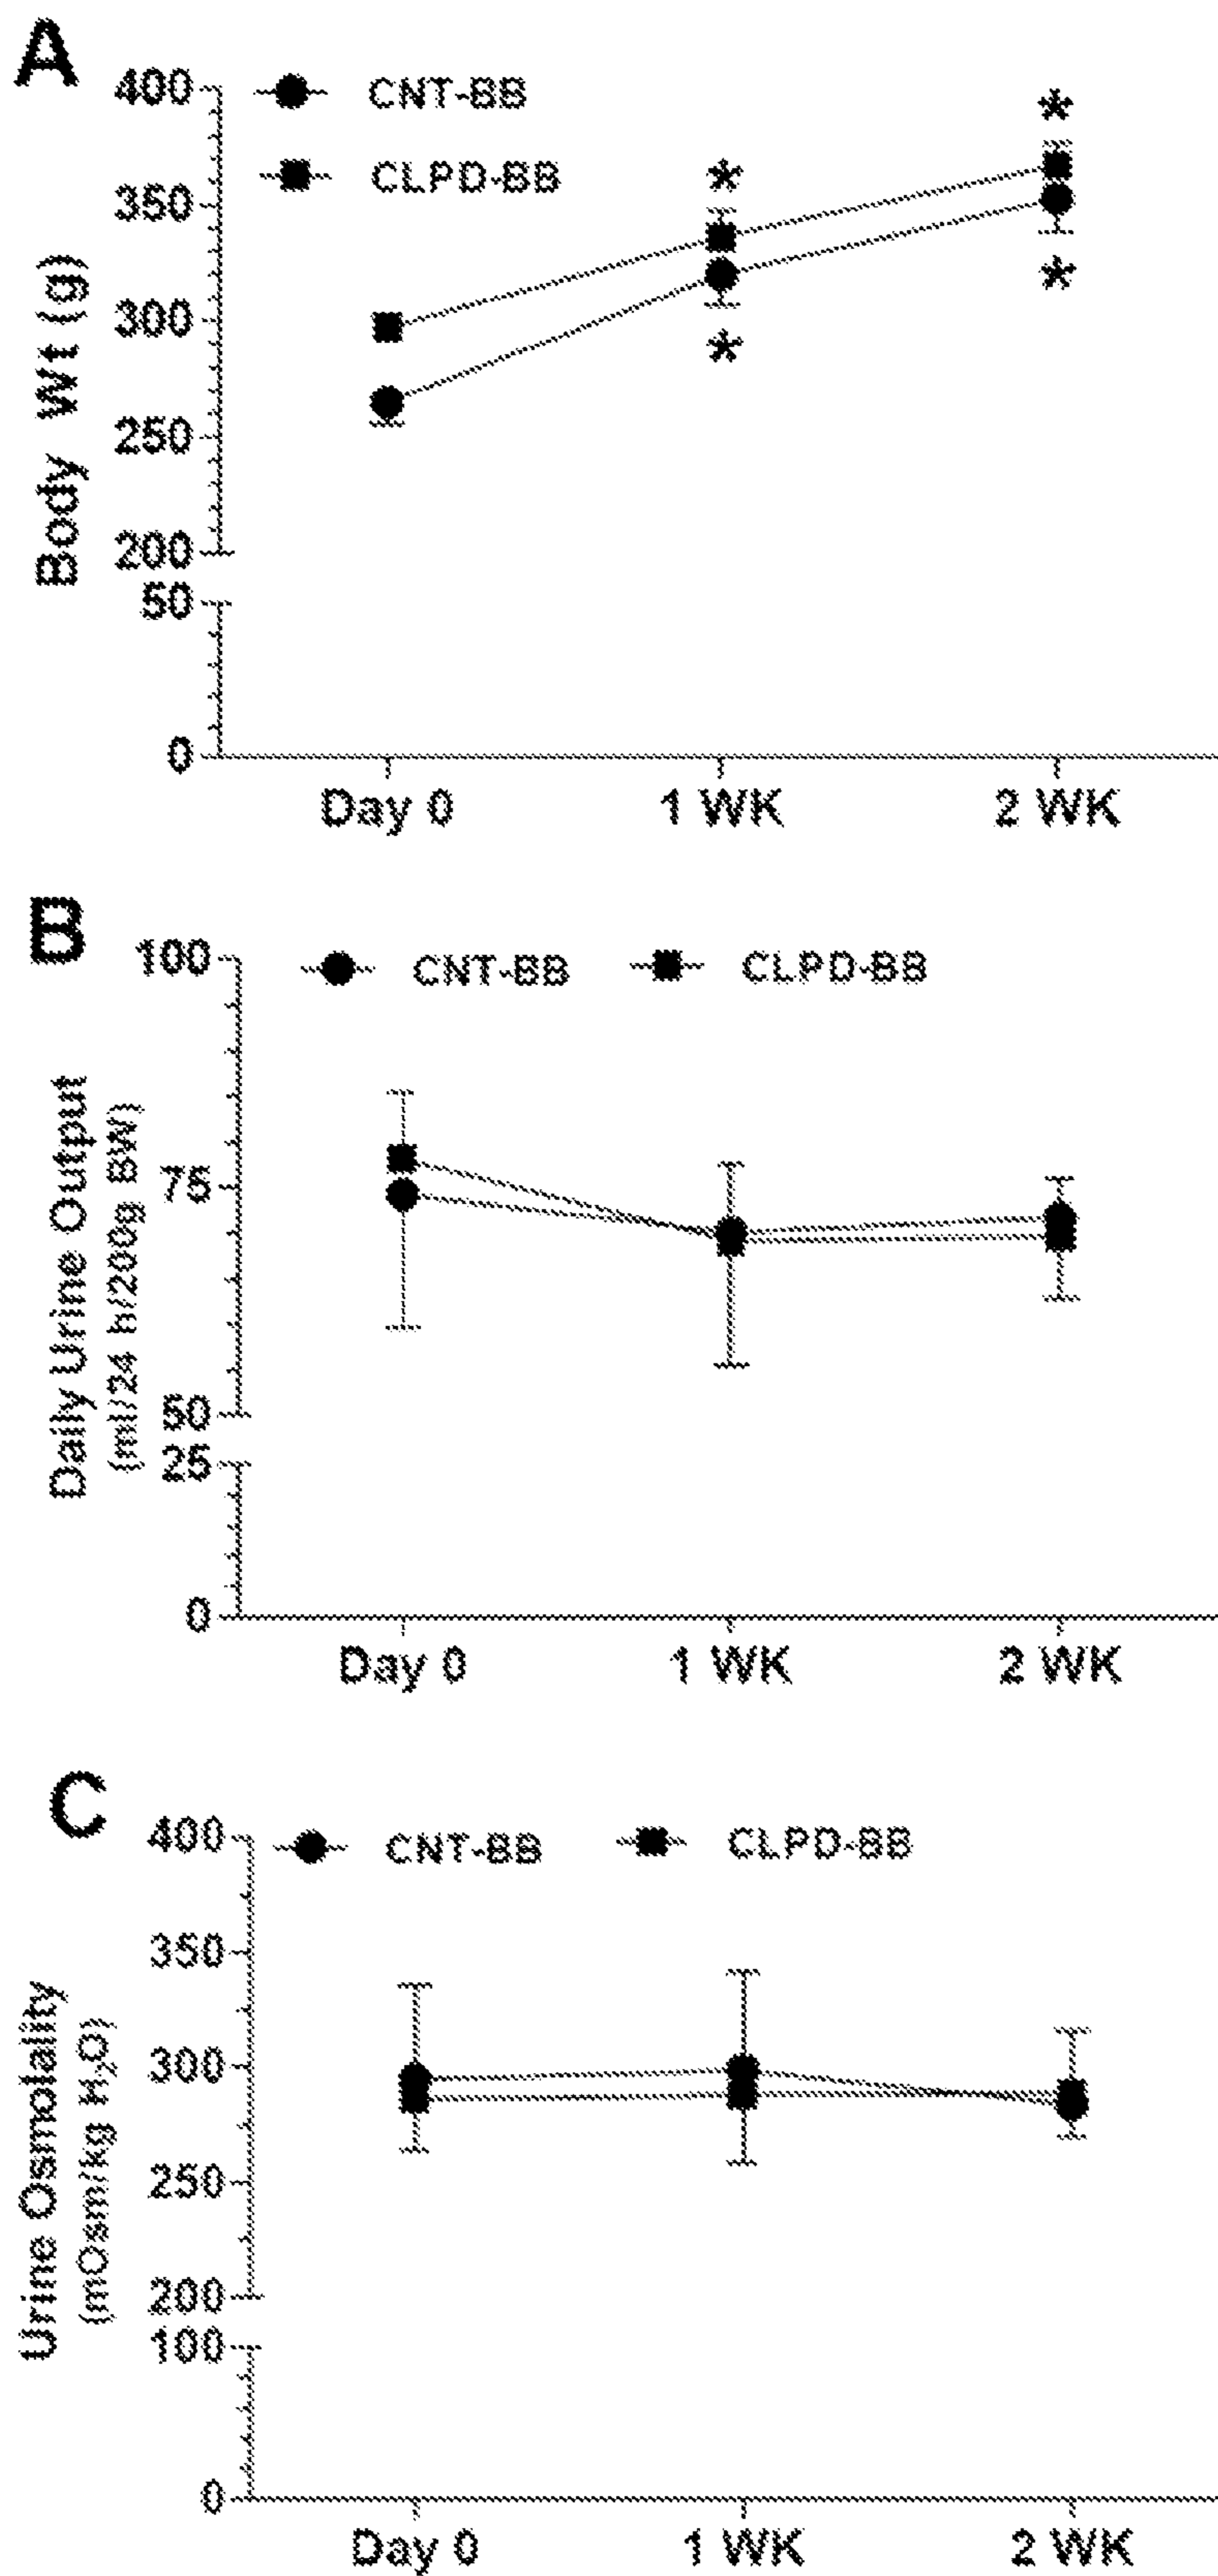 A
400
CNT-BB
*
CLPD-BB
*
350
*
300
*
250
200
50
0
Body Wt (g)
Day 0 1 WK 2 WK
B
100
CNT-BB CLPD-BB
75
50
25
0
Daily Urine Output
(ml/24 h/200g BW)
Day 0 1 WK 2 WK
C
400
CNT-BB CLPD-BB
350
300
250
200
100
0
Urine Osmolality
(mOsm/kg H₂O)
Day 0 1 WK 2 WK